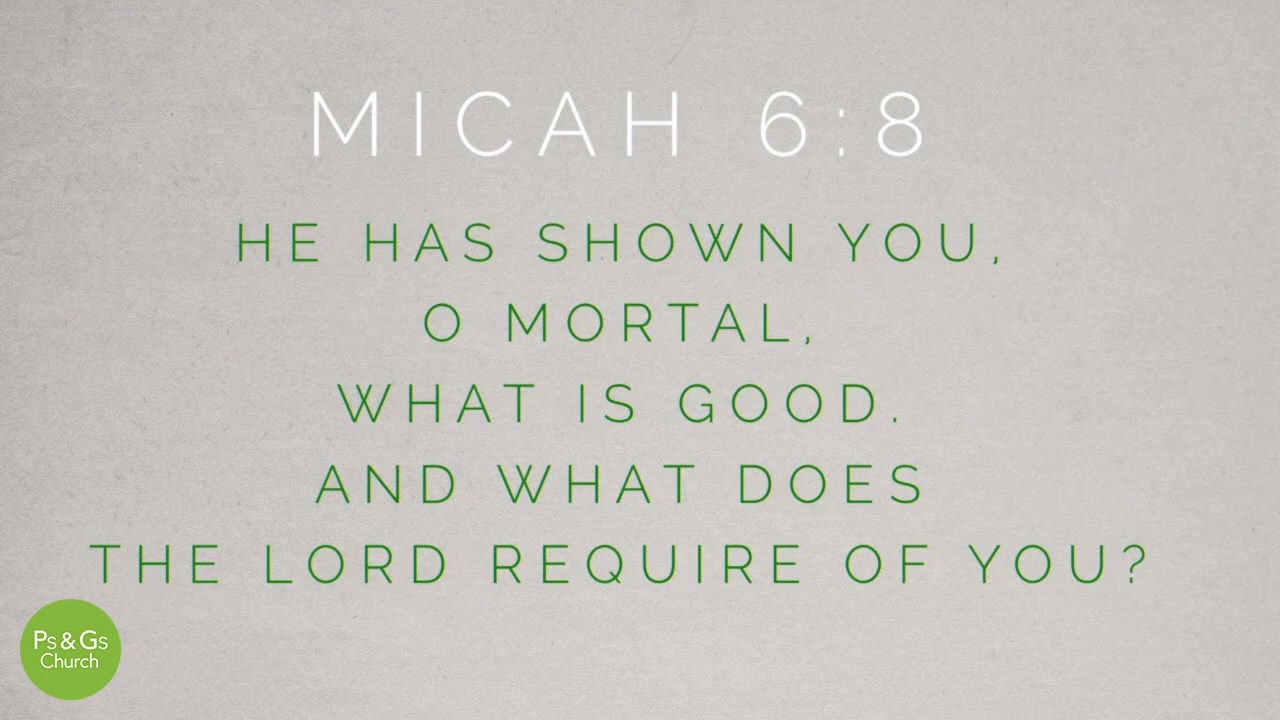 MICAH 6:8
HE HAS SHOWN YOU,
O MORTAL,
WHAT IS GOOD.
AND WHAT DOES
THE LORD REQUIRE OF YOU?
Ps & Gs
Church